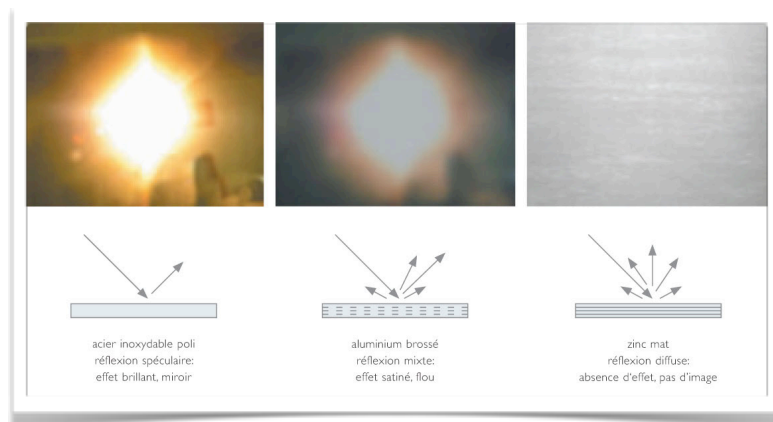 acier inoxydable poli
réflexion spéculaire:
effet brillant, miroir
aluminium brossé
réflexion mixte:
effet satiné, flou
zinc mat
réflexion diffuse:
absence d'effet, pas d'image